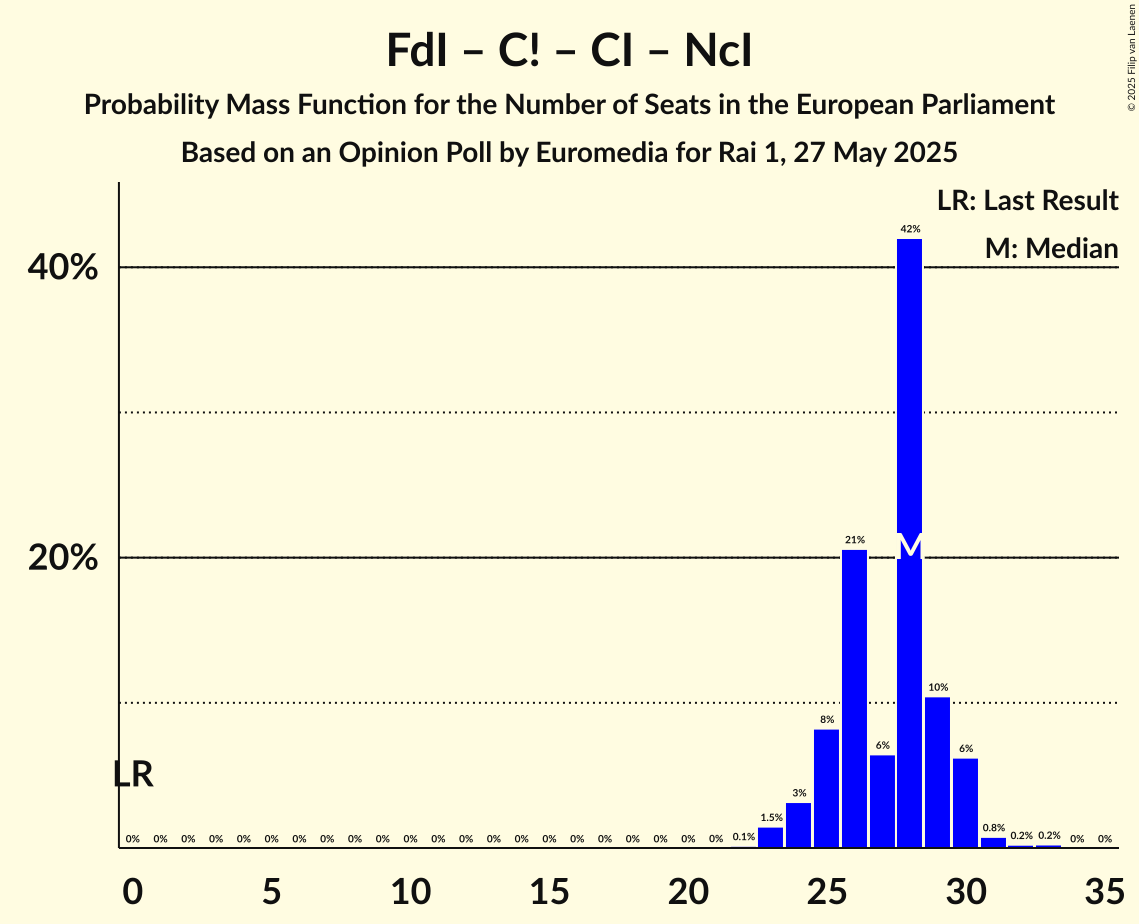 FdI – C! – CI – NcI
Probability Mass Function for the Number of Seats in the European Parliament
Based on an Opinion Poll by Euromedia for Rai 1, 27 May 2025
© 2025 Filip van Laenen
LR: Last Result
M: Median
40%
20%
42%
M
21%
10%
8%
6%
6%
LR
3%
1.5%
0.8%
0% 0% 0% 0% 0% 0% 0% 0% 0% 0% 0% 0% 0% 0% 0% 0% 0% 0% 0% 0% 0% 0% 0.1% 0.2% 0.2% 0% 0%
0 5 10 15 20 25 30 35